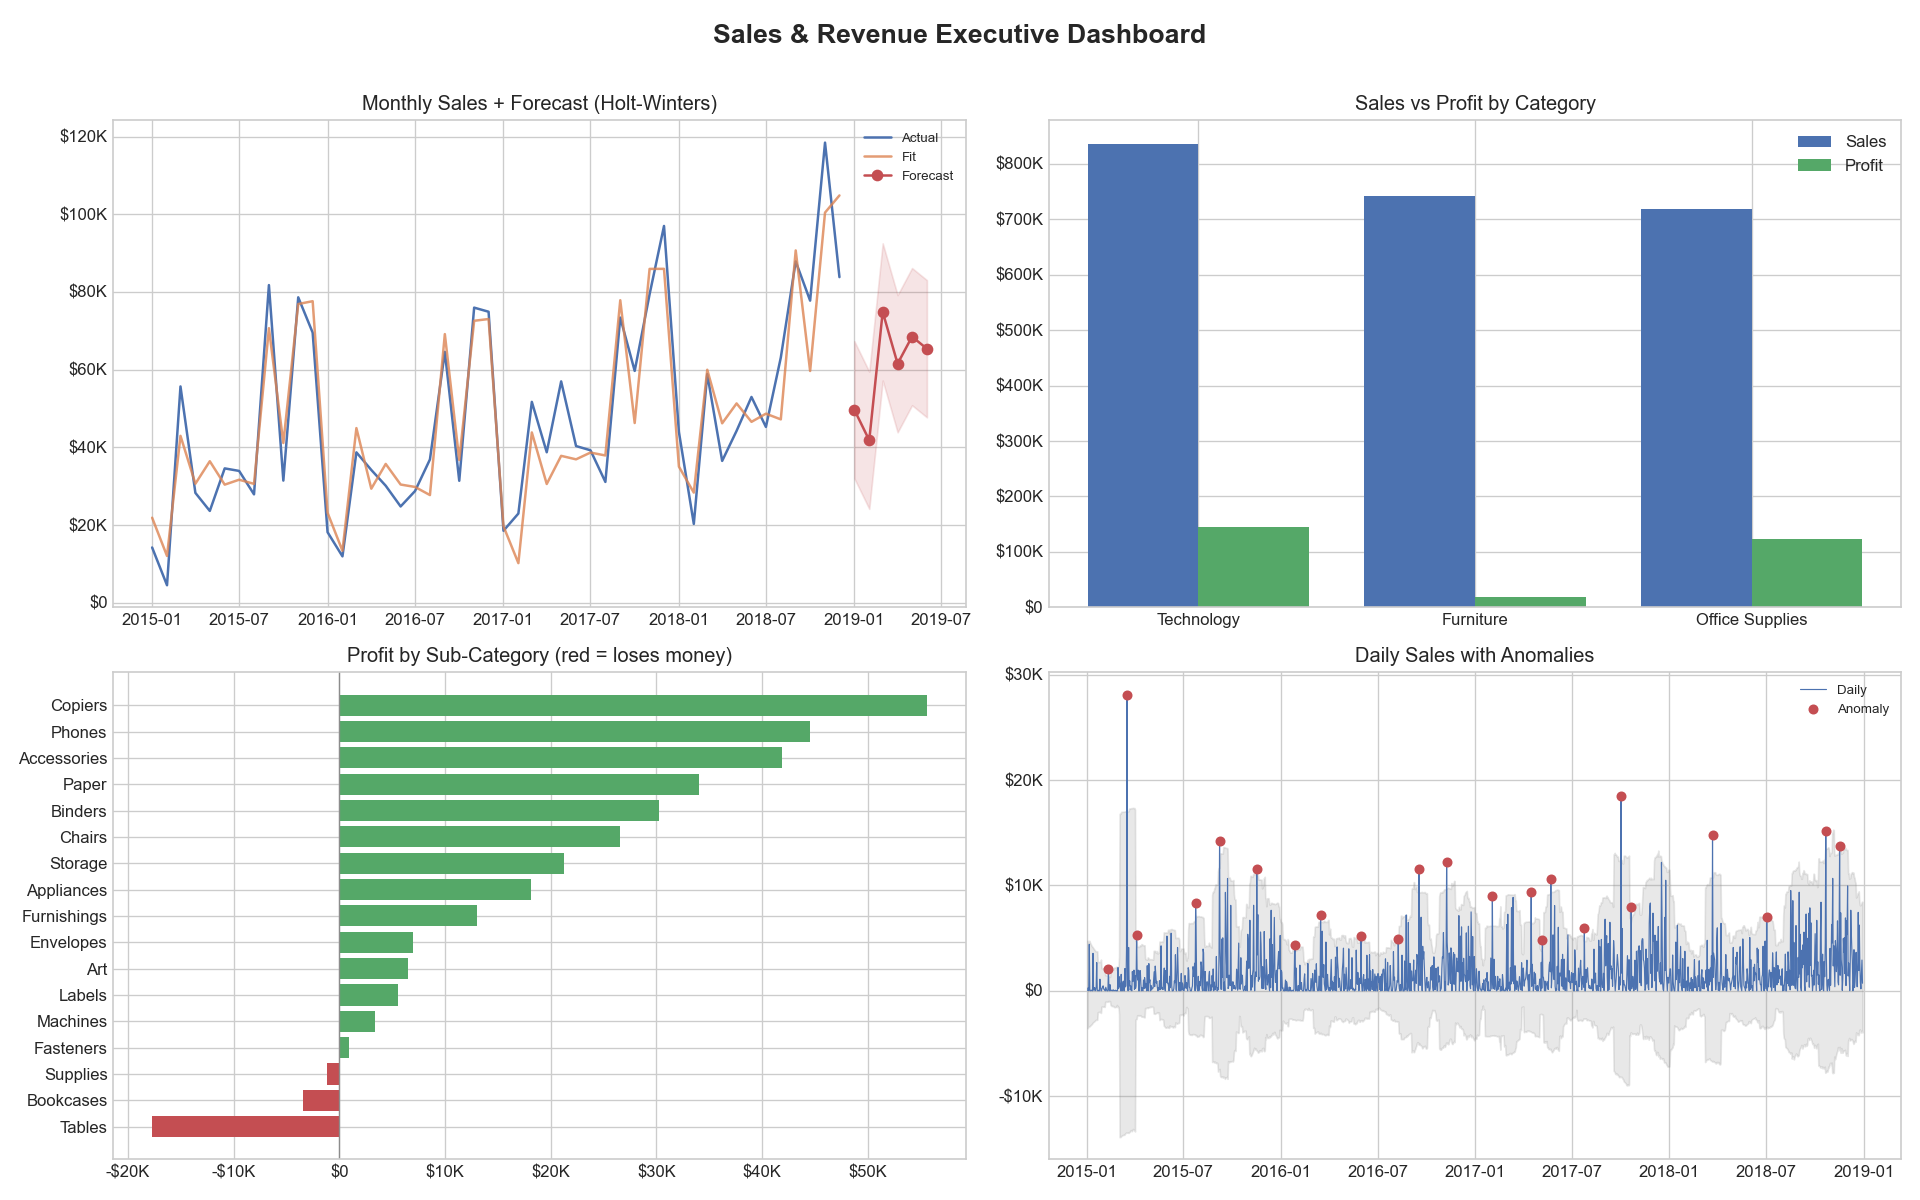 Sales & Revenue Executive Dashboard
Monthly Sales + Forecast (Holt-Winters)
$120K
$100K
$80K
$60K
$40K
$20K
$0
Actual
Fit
Forecast
2015-01 2015-07 2016-01 2016-07 2017-01 2017-07 2018-01 2018-07 2019-01 2019-07
Sales vs Profit by Category
$800K
$700K
$600K
$500K
$400K
$300K
$200K
$100K
$0
Sales
Profit
Technology Furniture Office Supplies
Profit by Sub-Category (red = loses money)
Copiers
Phones
Accessories
Paper
Binders
Chairs
Storage
Appliances
Furnishings
Envelopes
Art
Labels
Machines
Fasteners
Supplies
Bookcases
Tables
-$20K -$10K $0 $10K $20K $30K $40K $50K
Daily Sales with Anomalies
$30K
$20K
$10K
$0
-$10K
Daily
Anomaly
2015-01 2015-07 2016-01 2016-07 2017-01 2017-07 2018-01 2018-07 2019-01